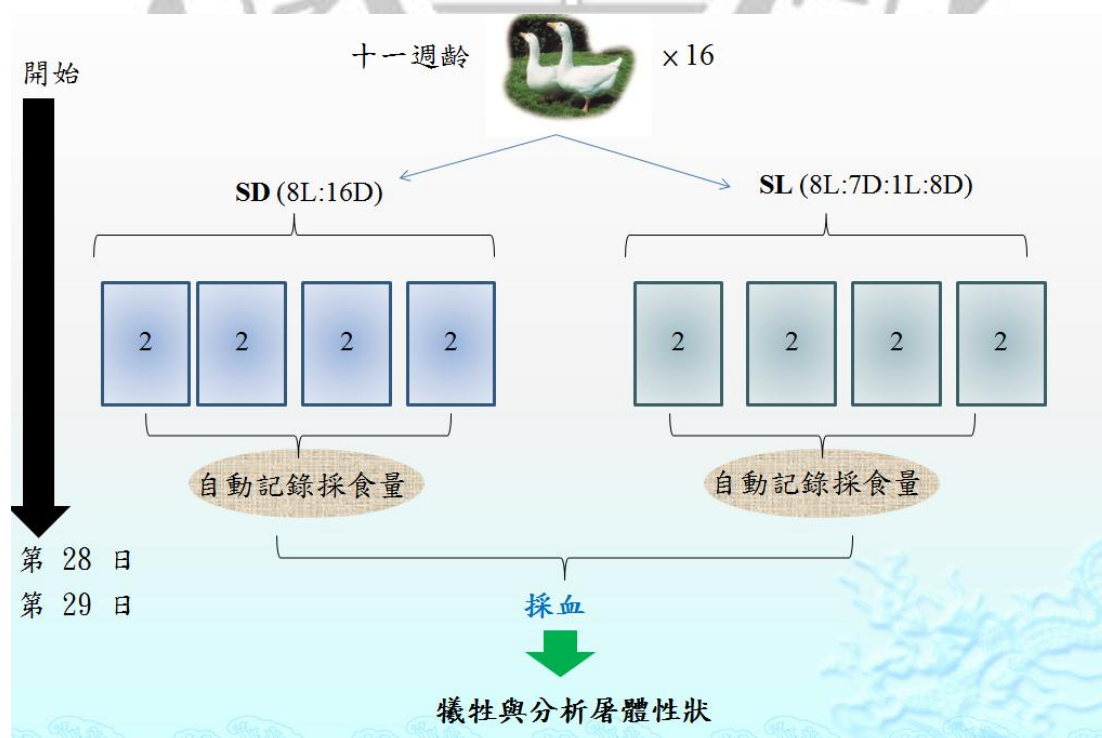 十一週齡 ×16
開始
SD (8L:16D)
SL (8L:7D:1L:8D)
2 2 2 2
2 2 2 2
自動記錄採食量
自動記錄採食量
第 28 日
第 29 日
採血
犧牲與分析屠體性狀